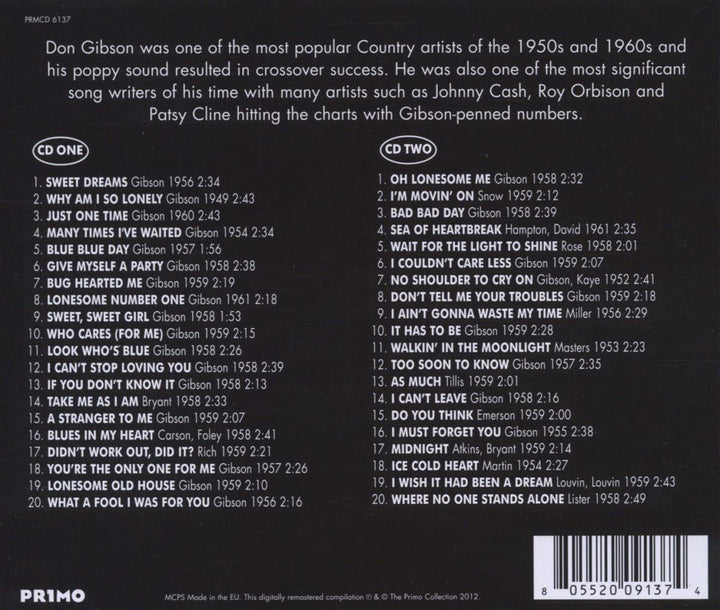 PRMCD 6137
Don Gibson was one of the most popular Country artists of the 1950s and 1960s and
his poppy sound resulted in crossover success. He was also one of the most significant
song writers of his time with many artists such as Johnny Cash, Roy Orbison and
Patsy Cline hitting the charts with Gibson-penned numbers.
CD ONE
1. SWEET DREAMS Gibson 1956 2:34
2. WHY AM I SO LONELY Gibson 1949 2:43
3. JUST ONE TIME Gibson 1960 2:43
4. MANY TIMES I'VE WAITED Gibson 1954 2:34
5. BLUE BLUE DAY Gibson 1957 1:56
6. GIVE MYSELF A PARTY Gibson 1958 2:38
7. BUG HEARTED ME Gibson 1959 2:19
8. LONESOME NUMBER ONE Gibson 1961 2:18
9. SWEET, SWEET GIRL Gibson 1958 1:53
10. WHO CARES (FOR ME) Gibson 1959 2:15
11. LOOK WHO'S BLUE Gibson 1958 2:26
12. I CAN'T STOP LOVING YOU Gibson 1958 2:39
13. IF YOU DON'T KNOW IT Gibson 1958 2:13
14. TAKE ME AS I AM Bryant 1958 2:33
15. A STRANGER TO ME Gibson 1959 2:07
16. BLUES IN MY HEART Carson, Foley 1958 2:41
17. DIDN'T WORK OUT, DID IT? Rich 1959 2:21
18. YOU'RE THE ONLY ONE FOR ME Gibson 1957 2:26
19. LONESOME OLD HOUSE Gibson 1959 2:10
20. WHAT A FOOL I WAS FOR YOU Gibson 1956 2:16
CD TWO
1. OH LONESOME ME Gibson 1958 2:32
2. I'M MOVIN' ON Snow 1959 2:12
3. BAD BAD DAY Gibson 1958 2:39
4. SEA OF HEARTBREAK Hampton, David 1961 2:35
5. WAIT FOR THE LIGHT TO SHINE Rose 1958 2:01
6. I COULDN'T CARE LESS Gibson 1959 2:07
7. NO SHOULDER TO CRY ON Gibson, Kaye 1952 2:41
8. DON'T TELL ME YOUR TROUBLES Gibson 1959 2:18
9. I AIN'T GONNA WASTE MY TIME Miller 1956 2:29
10. IT HAS TO BE Gibson 1959 2:28
11. WALKIN' IN THE MOONLIGHT Masters 1953 2:23
12. TOO SOON TO KNOW Gibson 1957 2:35
13. AS MUCH Tillis 1959 2:01
14. I CAN'T LEAVE Gibson 1958 2:16
15. DO YOU THINK Emerson 1959 2:00
16. I MUST FORGET YOU Gibson 1955 2:38
17. MIDNIGHT Atkins, Bryant 1959 2:14
18. ICE COLD HEART Martin 1954 2:27
19. I WISH IT HAD BEEN A DREAM Louvin, Louvin 1959 2:43
20. WHERE NO ONE STANDS ALONE Lister 1958 2:49
PR1MO
MCPS Made in the EU. This digitally remastered compilation ℗ & © The Primo Collection 2012.
8 05520 09137 4